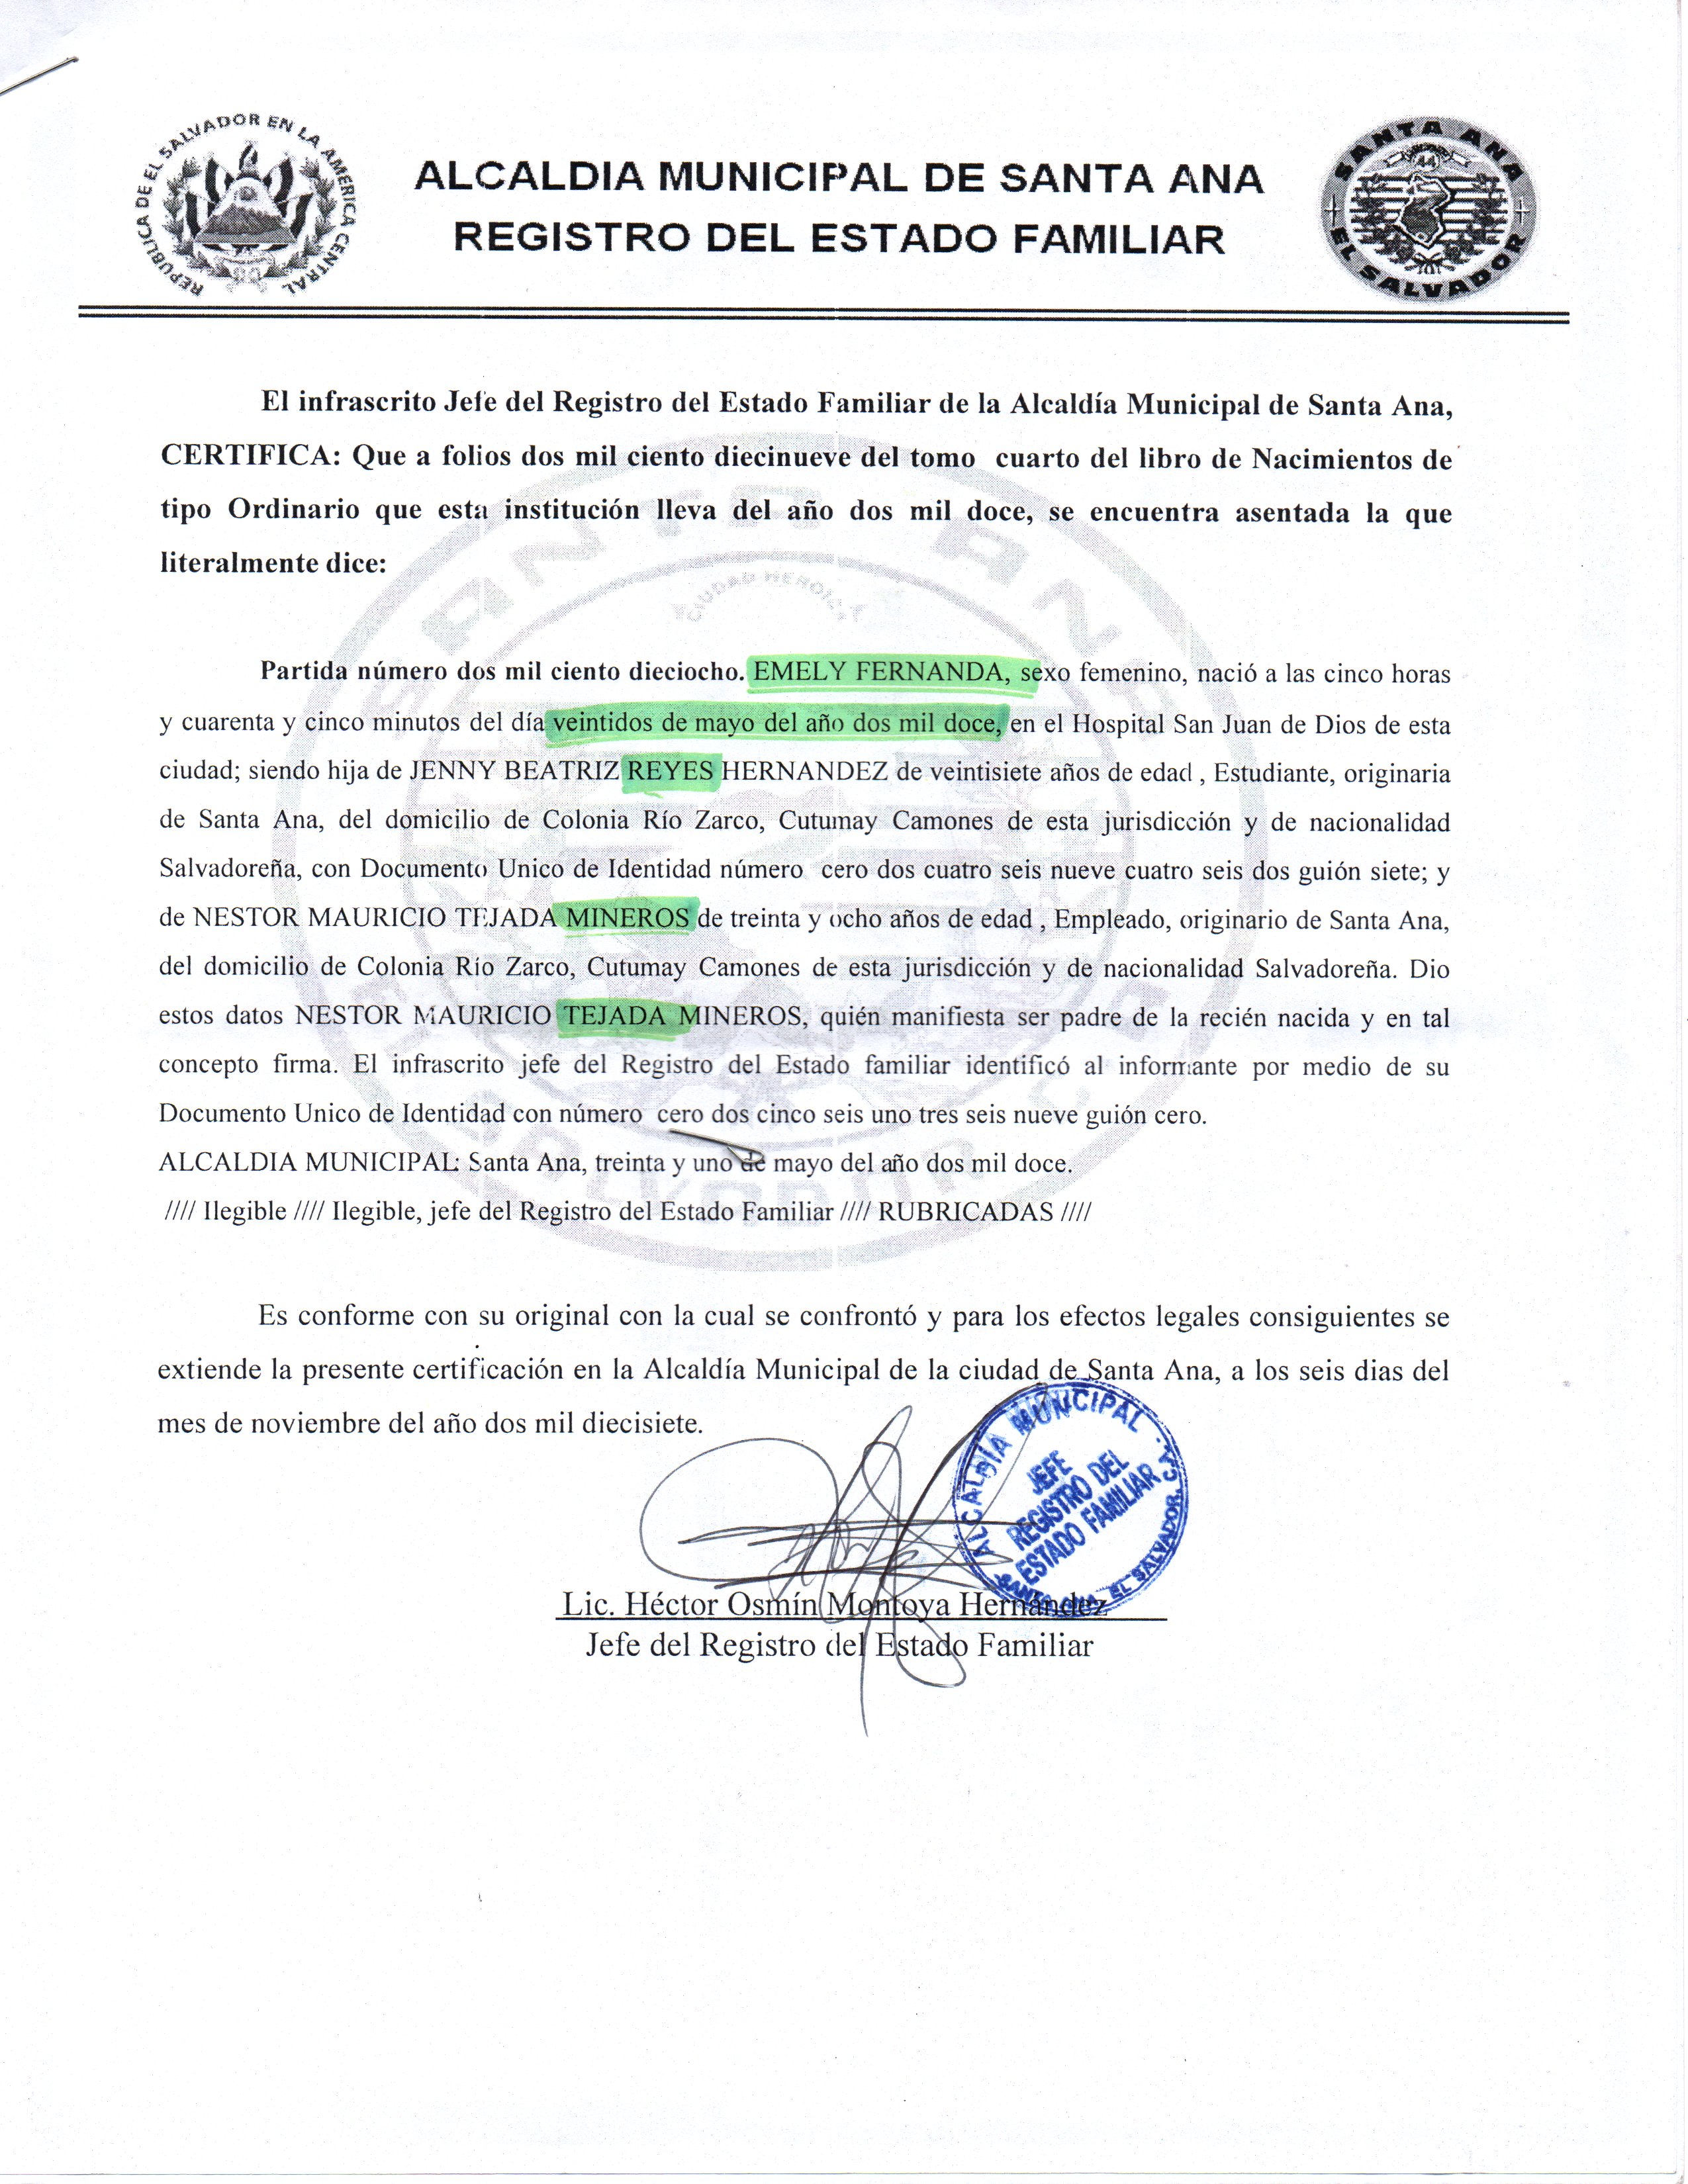 REPUBLICA DE EL SALVADOR EN LA AMERICA CENTRAL
ALCALDIA MUNICIPAL DE SANTA ANA
REGISTRO DEL ESTADO FAMILIAR
SANTA ANA
44
EL SALVADOR
El infrascrito Jefe del Registro del Estado Familiar de la Alcaldía Municipal de Santa Ana,
CERTIFICA: Que a folios dos mil ciento diecinueve del tomo cuarto del libro de Nacimientos de
tipo Ordinario que esta institución lleva del año dos mil doce, se encuentra asentada la que
literalmente dice:
SANTA ANA
CIUDAD HEROICA
Partida número dos mil ciento dieciocho. EMELY FERNANDA, sexo femenino, nació a las cinco horas
y cuarenta y cinco minutos del día veintidos de mayo del año dos mil doce, en el Hospital San Juan de Dios de esta
ciudad; siendo hija de JENNY BEATRIZ REYES HERNANDEZ de veintisiete años de edad , Estudiante, originaria
de Santa Ana, del domicilio de Colonia Río Zarco, Cutumay Camones de esta jurisdicción y de nacionalidad
Salvadoreña, con Documento Unico de Identidad número cero dos cuatro seis nueve cuatro seis dos guión siete; y
de NESTOR MAURICIO TEJADA MINEROS de treinta y ocho años de edad , Empleado, originario de Santa Ana,
del domicilio de Colonia Río Zarco, Cutumay Camones de esta jurisdicción y de nacionalidad Salvadoreña. Dio
estos datos NESTOR MAURICIO TEJADA MINEROS, quién manifiesta ser padre de la recién nacida y en tal
concepto firma. El infrascrito jefe del Registro del Estado familiar identificó al informante por medio de su
Documento Unico de Identidad con número cero dos cinco seis uno tres seis nueve guión cero.
ALCALDIA MUNICIPAL: Santa Ana, treinta y uno de mayo del año dos mil doce.
//// Ilegible //// Ilegible, jefe del Registro del Estado Familiar //// RUBRICADAS ////
Es conforme con su original con la cual se confrontó y para los efectos legales consiguientes se
extiende la presente certificación en la Alcaldía Municipal de la ciudad de Santa Ana, a los seis dias del
mes de noviembre del año dos mil diecisiete.
ALCALDIA MUNICIPAL
JEFE
REGISTRO DEL
ESTADO FAMILIAR
SANTA ANA, EL SALVADOR, C.A.
Lic. Héctor Osmín Montoya Hernández
Jefe del Registro del Estado Familiar